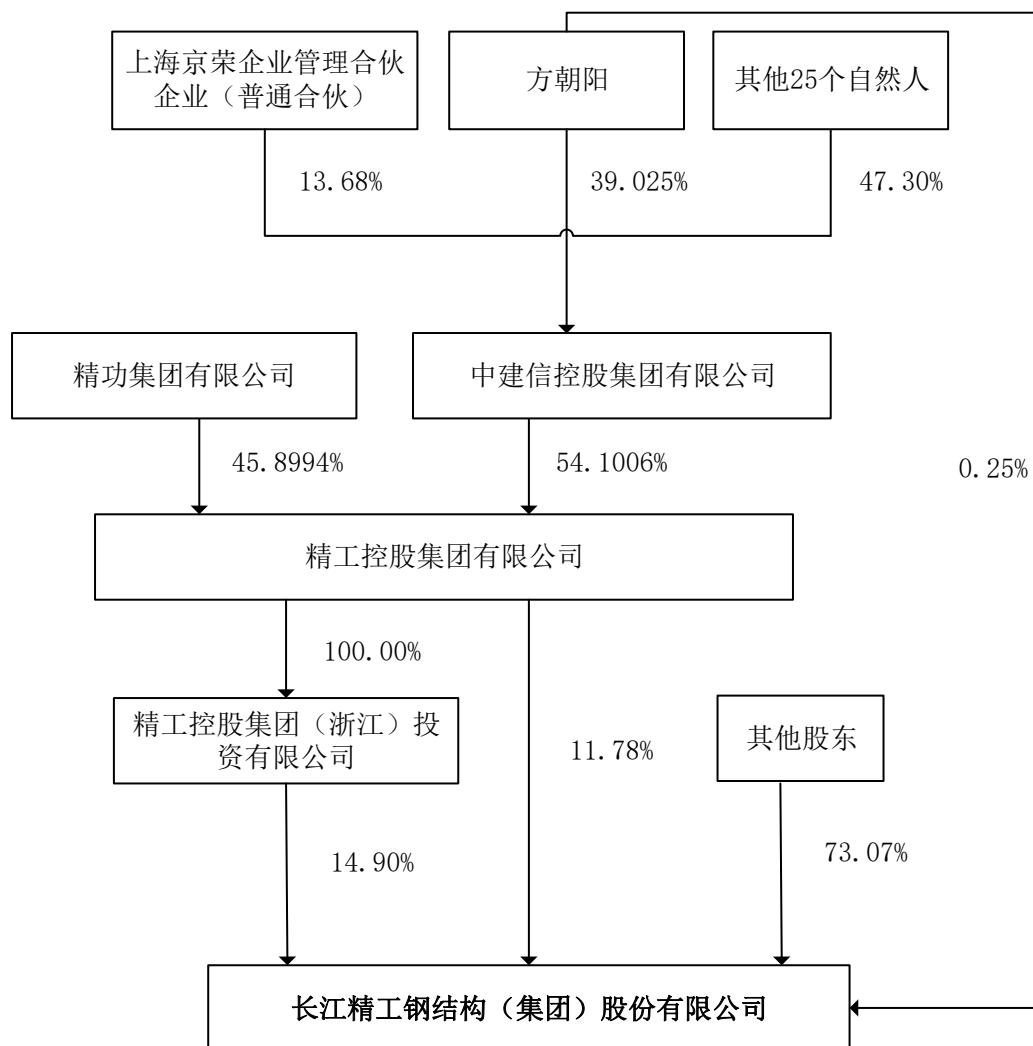 上海京荣企业管理合伙
企业（普通合伙）
方朝阳
其他25个自然人
13.68%
39.025%
47.30%
精功集团有限公司
中建信控股集团有限公司
45.8994%
54.1006%
0.25%
精工控股集团有限公司
100.00%
精工控股集团（浙江）投
资有限公司
11.78%
其他股东
14.90%
73.07%
长江精工钢结构（集团）股份有限公司